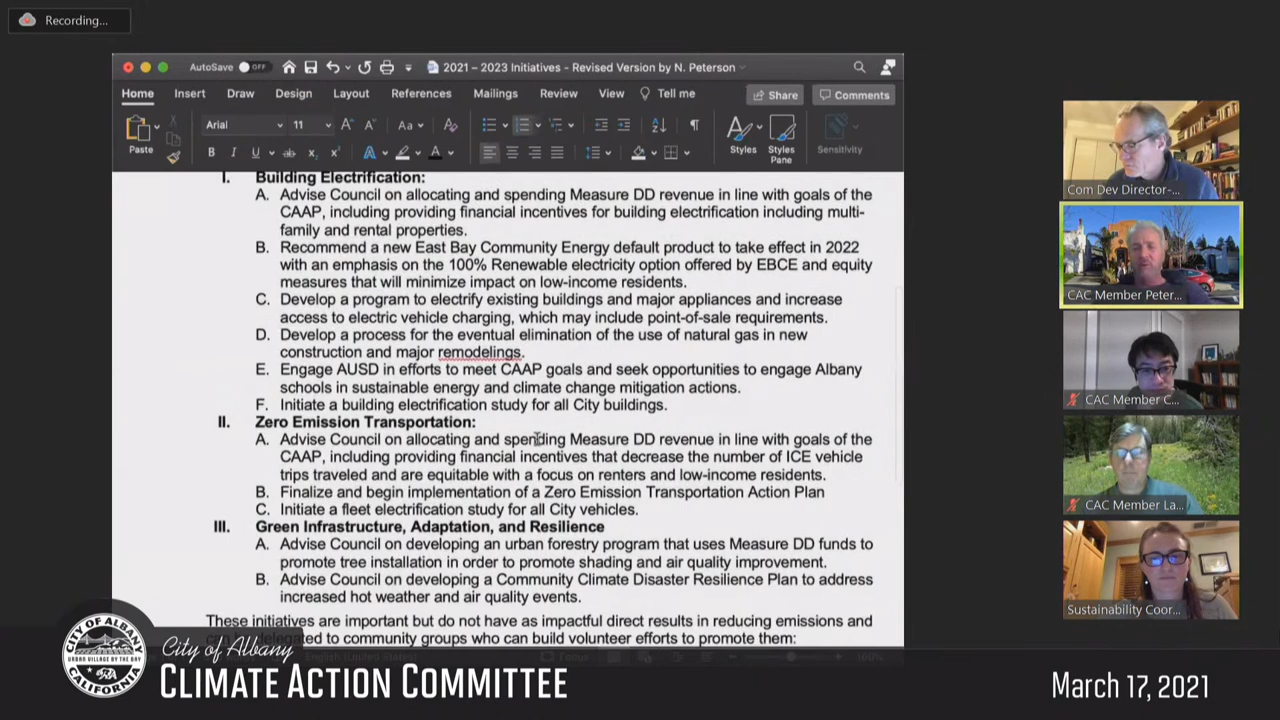 Recording...
AutoSave OFF 2021 – 2023 Initiatives - Revised Version by N. Peterson
Home Insert Draw Design Layout References Mailings Review View Tell me Share Comments
Arial 11
Paste Styles Styles Pane Sensitivity
I. Building Electrification:
A. Advise Council on allocating and spending Measure DD revenue in line with goals of the
CAAP, including providing financial incentives for building electrification including multi-
family and rental properties.
B. Recommend a new East Bay Community Energy default product to take effect in 2022
with an emphasis on the 100% Renewable electricity option offered by EBCE and equity
measures that will minimize impact on low-income residents.
C. Develop a program to electrify existing buildings and major appliances and increase
access to electric vehicle charging, which may include point-of-sale requirements.
D. Develop a process for the eventual elimination of the use of natural gas in new
construction and major remodelings.
E. Engage AUSD in efforts to meet CAAP goals and seek opportunities to engage Albany
schools in sustainable energy and climate change mitigation actions.
F. Initiate a building electrification study for all City buildings.
II. Zero Emission Transportation:
A. Advise Council on allocating and spending Measure DD revenue in line with goals of the
CAAP, including providing financial incentives that decrease the number of ICE vehicle
trips traveled and are equitable with a focus on renters and low-income residents.
B. Finalize and begin implementation of a Zero Emission Transportation Action Plan
C. Initiate a fleet electrification study for all City vehicles.
III. Green Infrastructure, Adaptation, and Resilience
A. Advise Council on developing an urban forestry program that uses Measure DD funds to
promote tree installation in order to promote shading and air quality improvement.
B. Advise Council on developing a Community Climate Disaster Resilience Plan to address
increased hot weather and air quality events.
These initiatives are important but do not have as impactful direct results in reducing emissions and
to community groups who can build volunteer efforts to promote them:
Com Dev Director-...
CAC Member Peter...
CAC Member C...
CAC Member La...
Sustainability Coor...
CITY OF ALBANY
URBAN VILLAGE BY THE BAY
CALIFORNIA
City of Albany
CLIMATE ACTION COMMITTEE
March 17, 2021